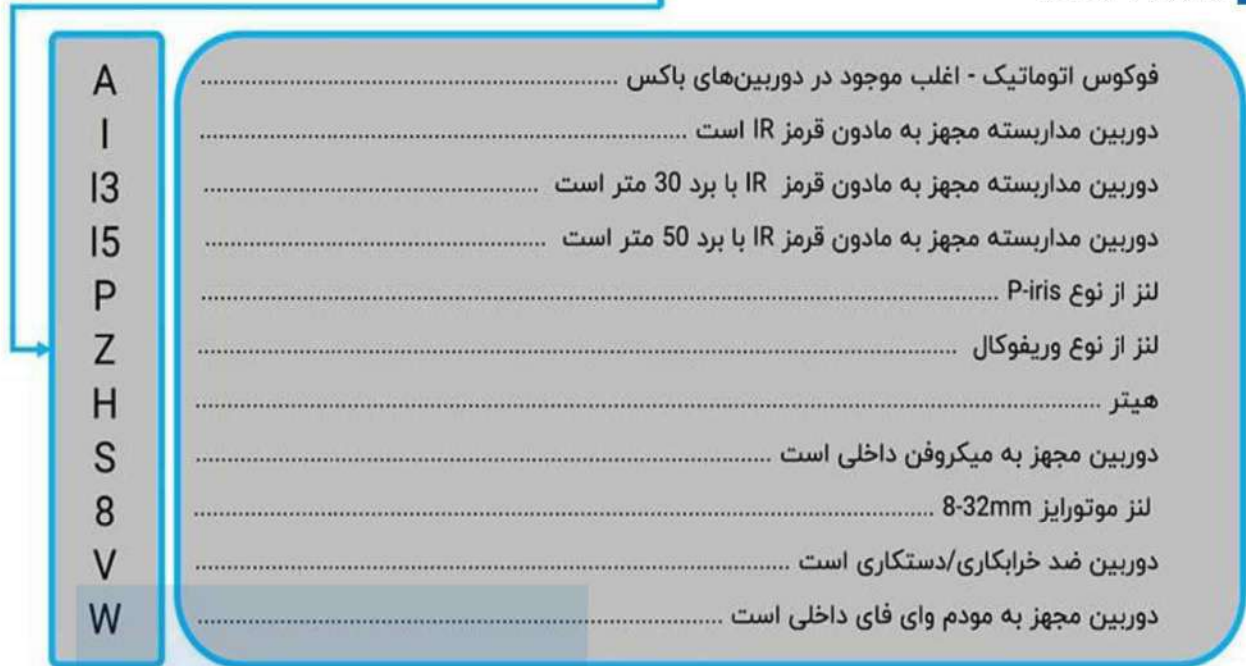 فوکوس اتوماتیک - اغلب موجود در دوربین‌های باکس ........ A
دوربین مداربسته مجهز به مادون قرمز IR است ........ I
دوربین مداربسته مجهز به مادون قرمز IR با برد 30 متر است ........ I3
دوربین مداربسته مجهز به مادون قرمز IR با برد 50 متر است ........ I5
لنز از نوع P-iris ........ P
لنز از نوع وریفوکال ........ Z
هیتر ........ H
دوربین مجهز به میکروفن داخلی است ........ S
لنز موتورایز 8-32mm ........ 8
دوربین ضد خرابکاری/دستکاری است ........ V
دوربین مجهز به مودم وای فای داخلی است ........ W